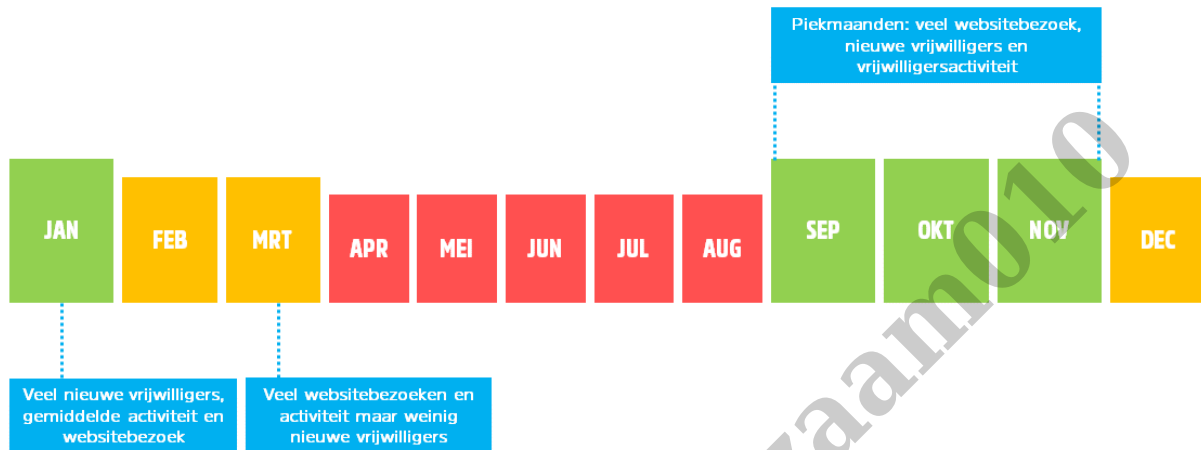 Piekmaanden: veel websitebezoek,
nieuwe vrijwilligers en
vrijwilligersactiviteit
JAN
FEB
MRT
APR
MEI
JUN
JUL
AUG
SEP
OKT
NOV
DEC
Veel nieuwe vrijwilligers,
gemiddelde activiteit en
websitebezoek
Veel websitebezoeken en
activiteit maar weinig
nieuwe vrijwilligers